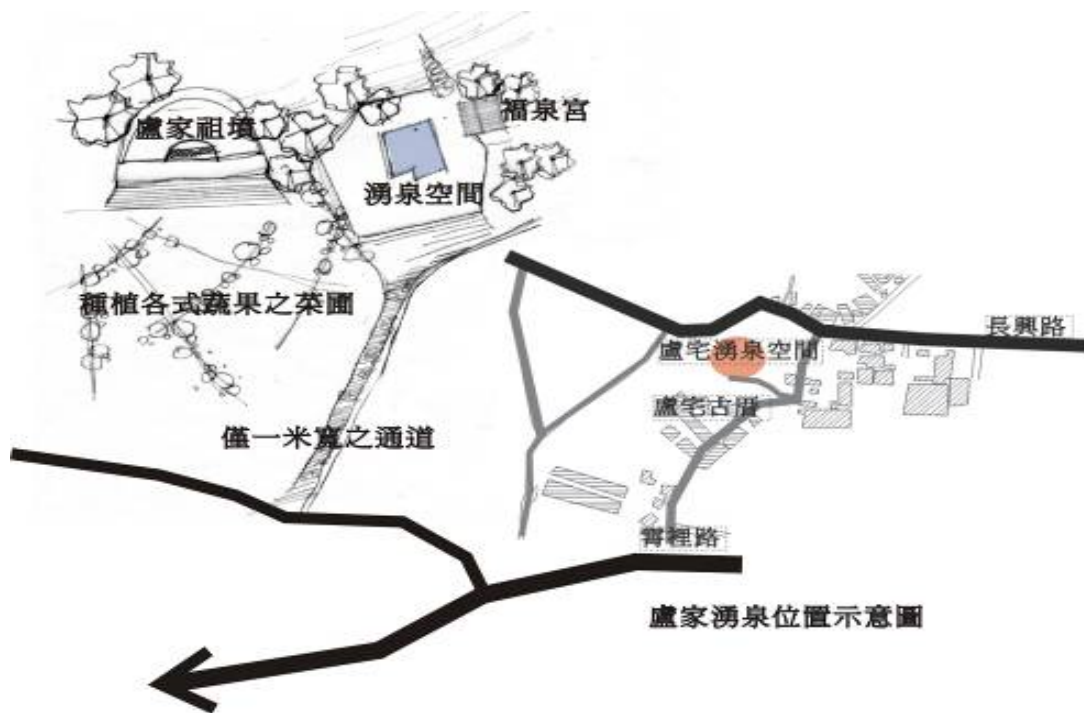 福泉宮
盧家祖墳
湧泉空間
種植各式蔬果之菜圃
長興路
盧宅湧泉空間
盧宅古厝
僅一米寬之通道
霄裡路
盧家湧泉位置示意圖